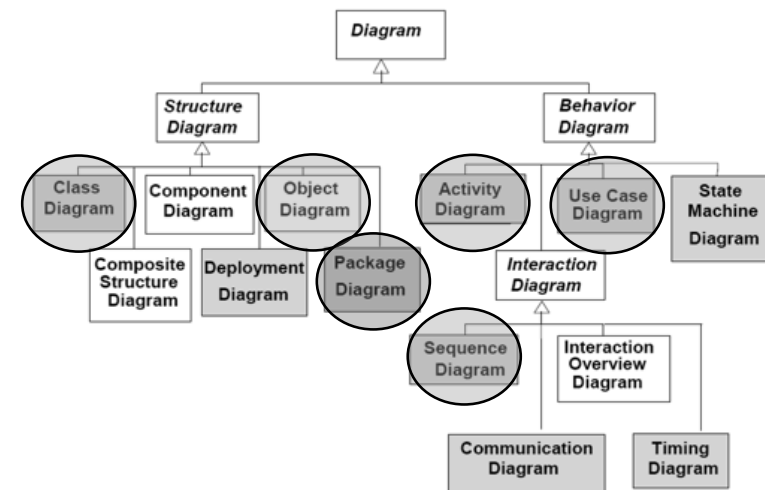 Diagram
Structure
Diagram
Behavior
Diagram
Class
Diagram
Component
Diagram
Object
Diagram
Activity
Diagram
Use Case
Diagram
State
Machine
Diagram
Composite
Structure
Diagram
Deployment
Diagram
Package
Diagram
Interaction
Diagram
Sequence
Diagram
Interaction
Overview
Diagram
Communication
Diagram
Timing
Diagram